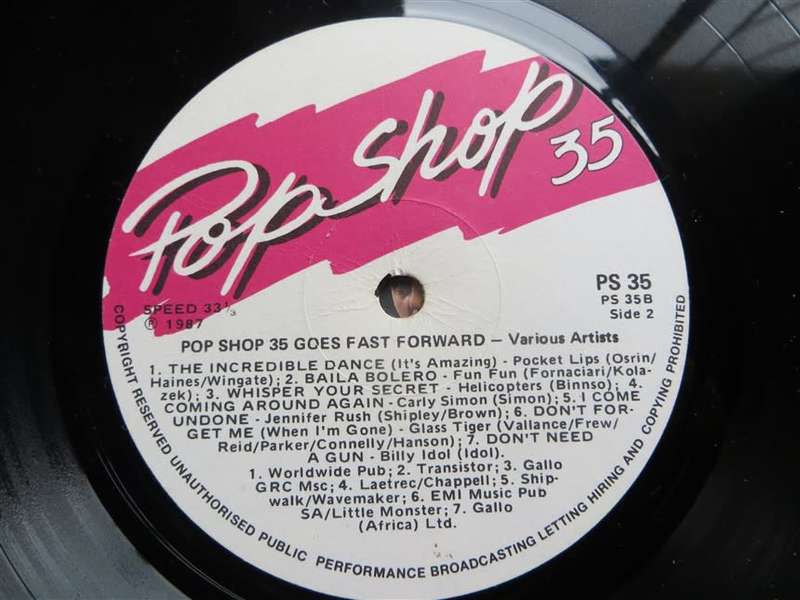 Pop Shop 35
PS 35
PS 35B
Side 2
SPEED 33⅓
℗ 1987
POP SHOP 35 GOES FAST FORWARD – Various Artists
1. THE INCREDIBLE DANCE (It's Amazing) - Pocket Lips (Osrin/
Haines/Wingate); 2. BAILA BOLERO - Fun Fun (Fornaciari/Kola-
zek); 3. WHISPER YOUR SECRET - Helicopters (Binnso); 4.
COMING AROUND AGAIN - Carly Simon (Simon); 5. I COME
UNDONE - Jennifer Rush (Shipley/Brown); 6. DON'T FOR-
GET ME (When I'm Gone) - Glass Tiger (Vallance/Frew/
Reid/Parker/Connelly/Hanson); 7. DON'T NEED
A GUN - Billy Idol (Idol).
1. Worldwide Pub; 2. Transistor; 3. Gallo
GRC Msc; 4. Laetrec/Chappell; 5. Ship-
walk/Wavemaker; 6. EMI Music Pub
SA/Little Monster; 7. Gallo
(Africa) Ltd.
COPYRIGHT RESERVED UNAUTHORISED PUBLIC PERFORMANCE BROADCASTING LETTING HIRING AND COPYING PROHIBITED